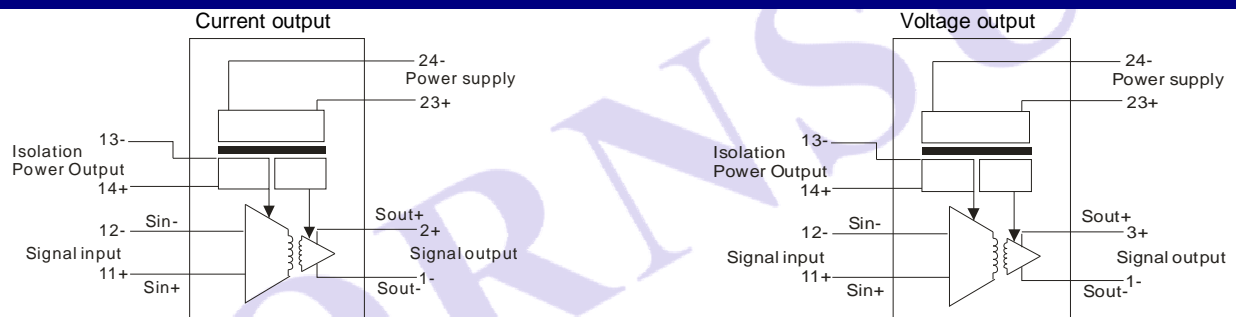 Current output
24-
Power supply
23+
13-
Isolation
Power Output
14+
12-
Sin-
Signal input
11+
Sin+
Sout+
2+
Signal output
1-
Sout-
Voltage output
24-
Power supply
23+
13-
Isolation
Power Output
14+
12-
Sin-
Signal input
11+
Sin+
Sout+
3+
Signal output
1-
Sout-